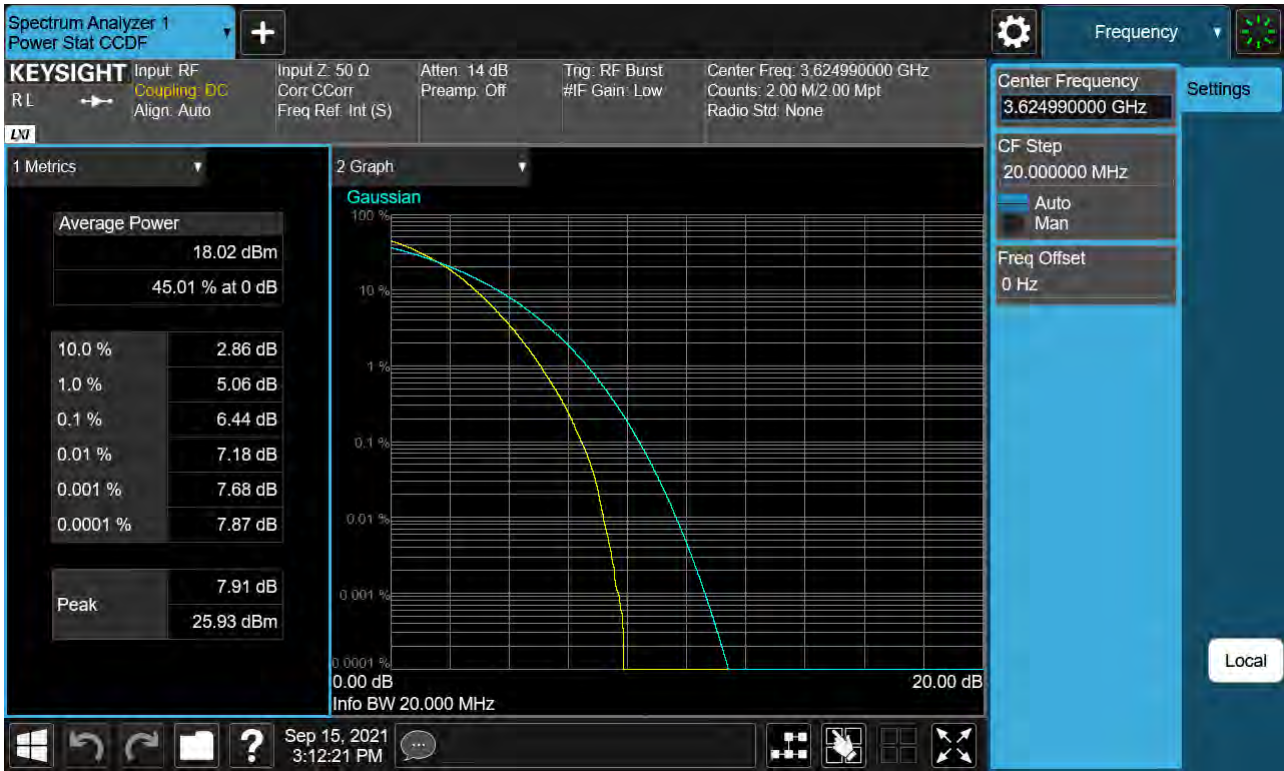 Spectrum Analyzer 1
Power Stat CCDF
Frequency
KEYSIGHT
R L
LXI
Input: RF
Coupling: DC
Align: Auto
Input Z: 50 Ω
Corr CCorr
Freq Ref: Int (S)
Atten: 14 dB
Preamp: Off
Trig: RF Burst
#IF Gain: Low
Center Freq: 3.624990000 GHz
Counts: 2.00 M/2.00 Mpt
Radio Std: None
Center Frequency
3.624990000 GHz
Settings
CF Step
20.000000 MHz
Auto
Man
Freq Offset
0 Hz
Local
1 Metrics
Average Power
18.02 dBm
45.01 % at 0 dB
10.0 % 2.86 dB
1.0 % 5.06 dB
0.1 % 6.44 dB
0.01 % 7.18 dB
0.001 % 7.68 dB
0.0001 % 7.87 dB
Peak
7.91 dB
25.93 dBm
2 Graph
Gaussian
100 %
10 %
1 %
0.1 %
0.01 %
0.001 %
0.0001 %
0.00 dB 20.00 dB
Info BW 20.000 MHz
Sep 15, 2021
3:12:21 PM